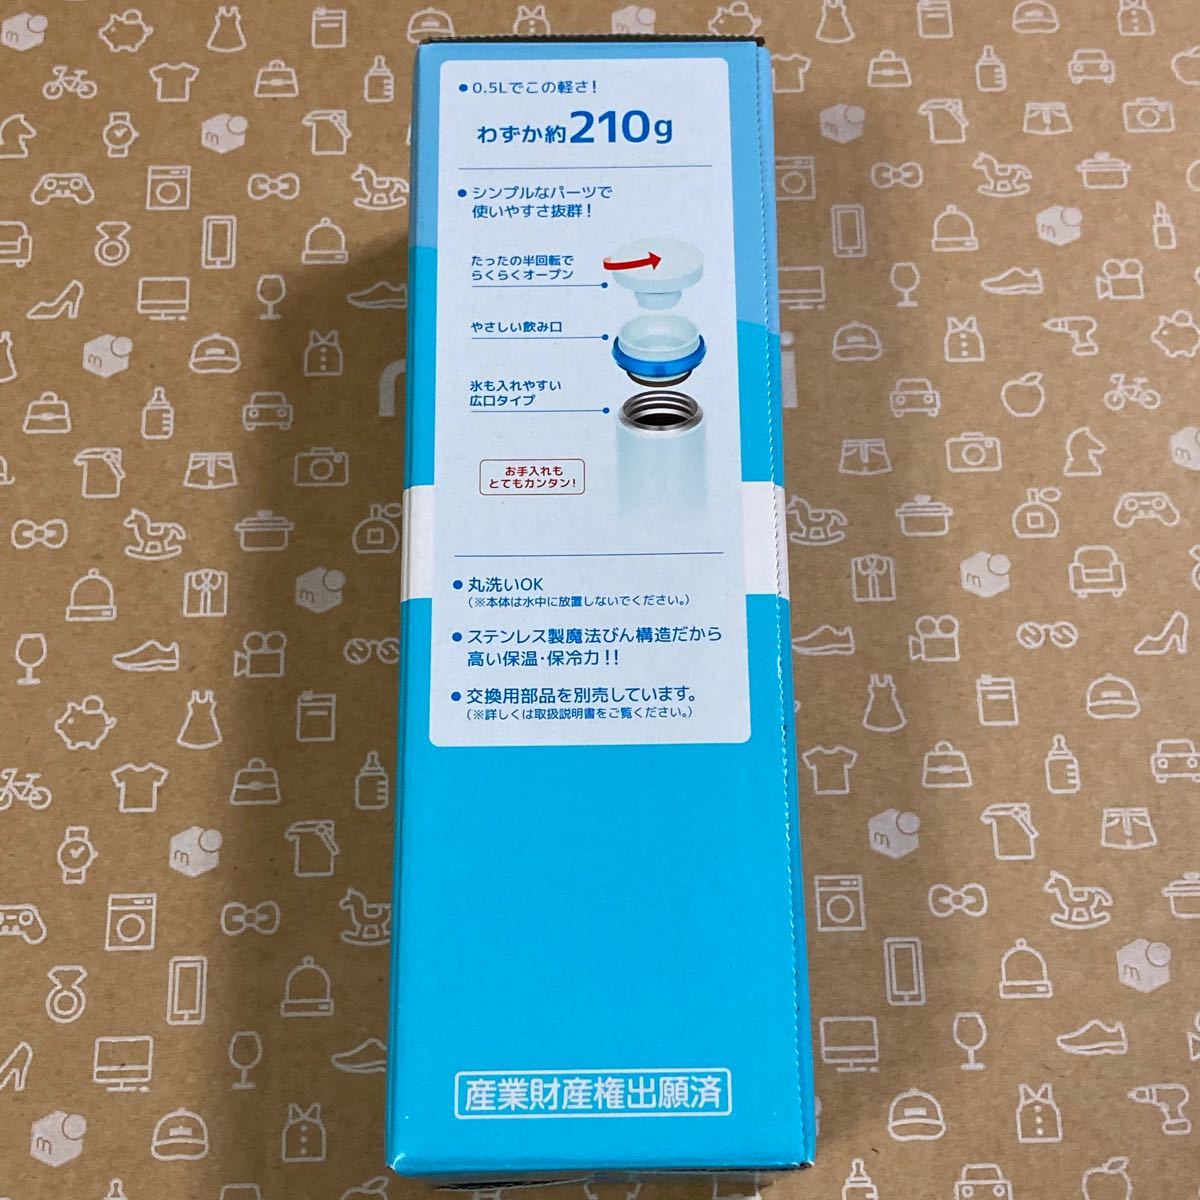 ●0.5Lでこの軽さ!
わずか約210g
●シンプルなパーツで
使いやすさ抜群!
たったの半回転で
らくらくオープン
やさしい飲み口
氷も入れやすい
広口タイプ
お手入れも
とてもカンタン!
●丸洗いOK
(※本体は水中に放置しないでください。)
●ステンレス製魔法びん構造だから
高い保温・保冷力!!
●交換用部品を別売しています。
(※詳しくは取扱説明書をご覧ください。)
産業財産権出願済